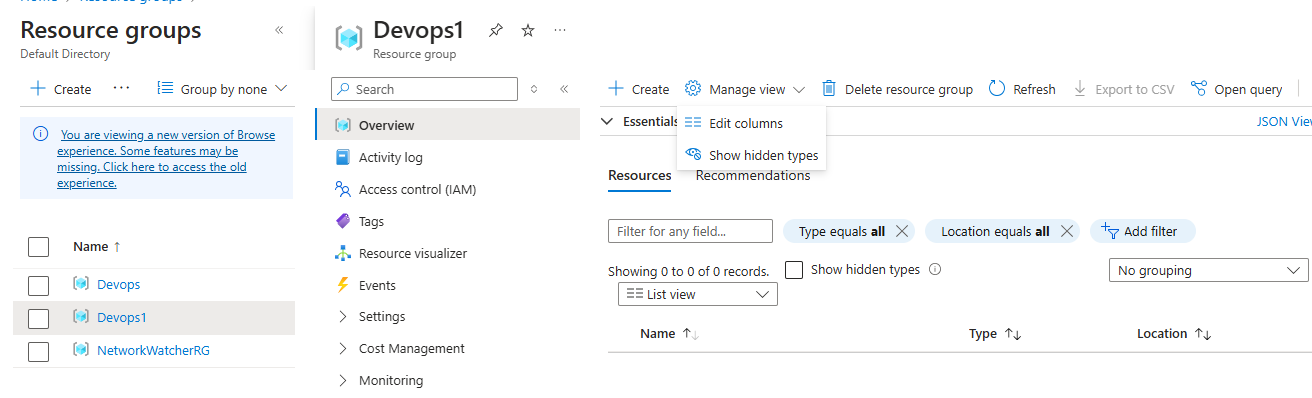 Home > Resource groups >
Resource groups
Default Directory
Create
Group by none
You are viewing a new version of Browse
experience. Some features may be
missing. Click here to access the old
experience.
Name
Devops
Devops1
NetworkWatcherRG
Devops1
Resource group
Search
Overview
Activity log
Access control (IAM)
Tags
Resource visualizer
Events
Settings
Cost Management
Monitoring
Create
Manage view
Delete resource group
Refresh
Export to CSV
Open query
Edit columns
Show hidden types
Essentials
JSON Vie
Resources
Recommendations
Filter for any field...
Type equals all
Location equals all
Add filter
Showing 0 to 0 of 0 records.
Show hidden types
No grouping
List view
Name
Type
Location